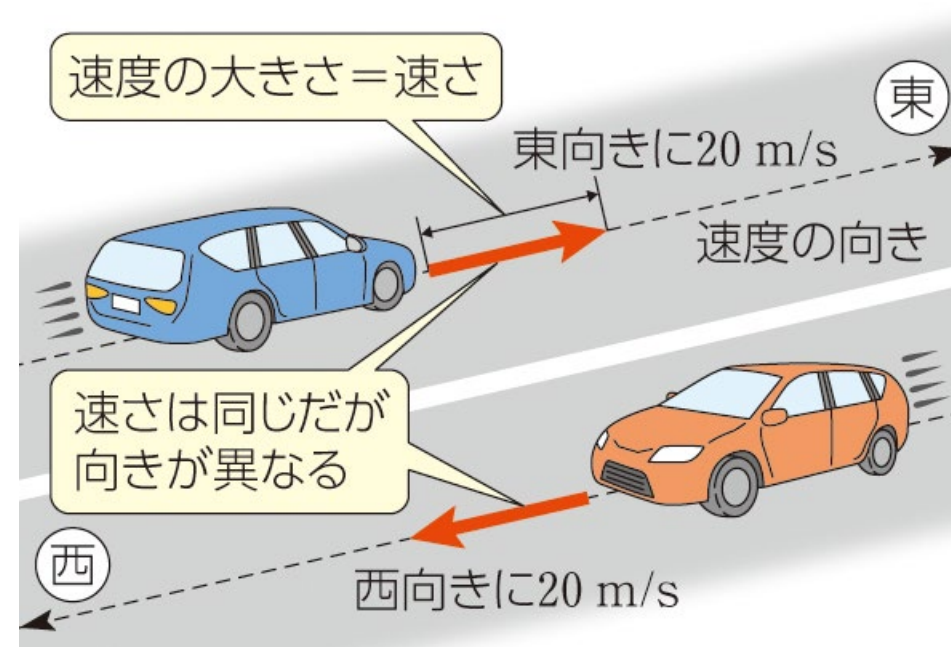 速度の大きさ＝速さ
東
東向きに20 m/s
速度の向き
速さは同じだが
向きが異なる
西
西向きに20 m/s